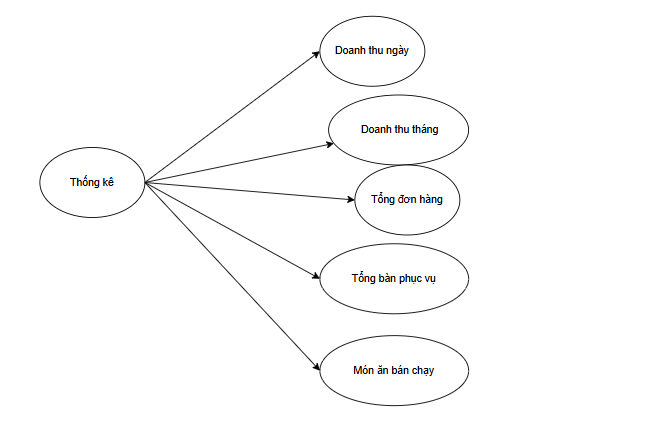 Doanh thu ngày
Doanh thu tháng
Thống kê
Tổng đơn hàng
Tổng bàn phục vụ
Món ăn bán chạy